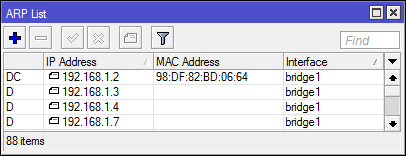 ARP List
Find
IP Address MAC Address Interface
DC 192.168.1.2 98:DF:82:BD:06:64 bridge1
D 192.168.1.3 bridge1
D 192.168.1.4 bridge1
D 192.168.1.7 bridge1
88 items